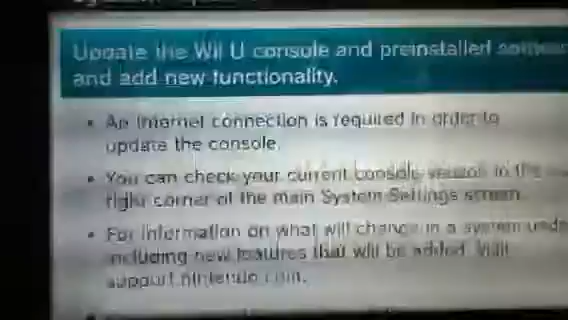 Update the Wii U console and preinstalled
and add new functionality.
• An Internet connection is required in order to
update the console.
• You can check your current console version in the
right corner of the main System Settings screen.
• For information on what will change in a system
including new features that will be added, visit
support.nintendo.com.